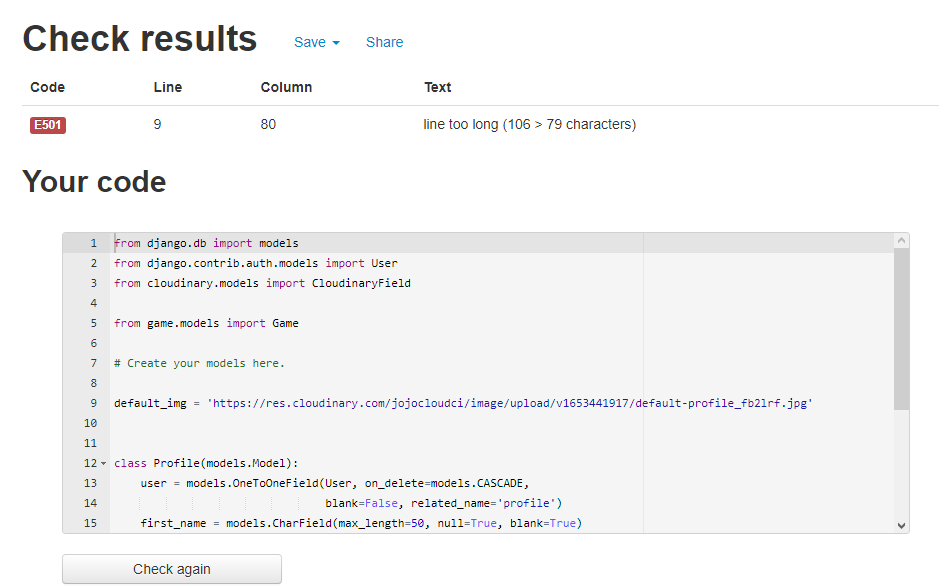 Check results Save Share
Code Line Column Text
E501 9 80 line too long (106 > 79 characters)
Your code
1 from django.db import models
2 from django.contrib.auth.models import User
3 from cloudinary.models import CloudinaryField
4
5 from game.models import Game
6
7 # Create your models here.
8
9 default_img = 'https://res.cloudinary.com/jojocloudci/image/upload/v1653441917/default-profile_fb2lrf.jpg'
10
11
12 class Profile(models.Model):
13     user = models.OneToOneField(User, on_delete=models.CASCADE,
14                                 blank=False, related_name='profile')
15     first_name = models.CharField(max_length=50, null=True, blank=True)
Check again